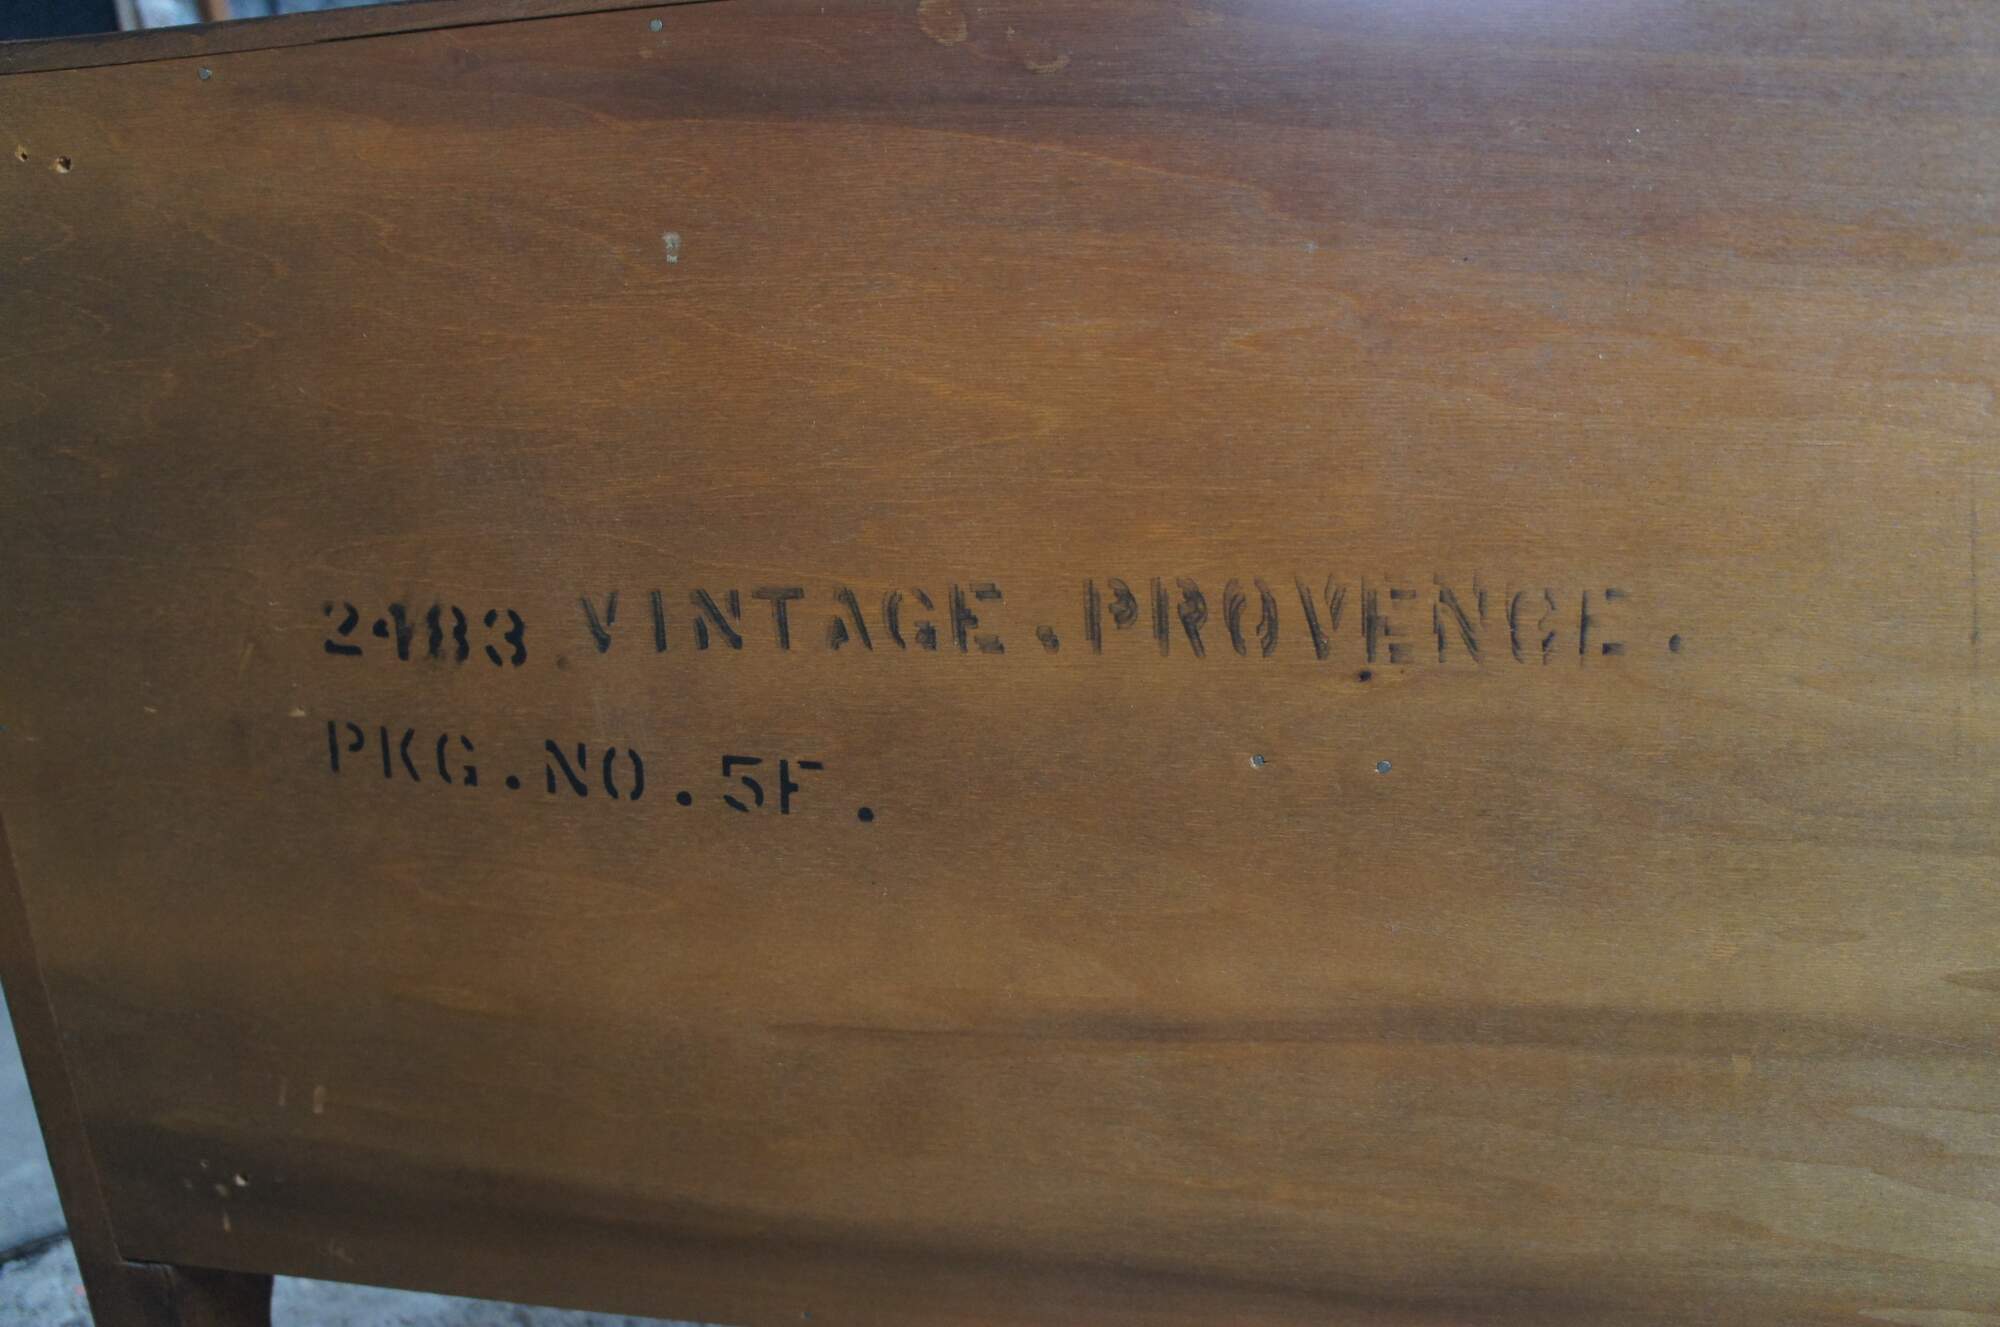 2483 VINTAGE.PROVENCE.
PKG.NO.5F.